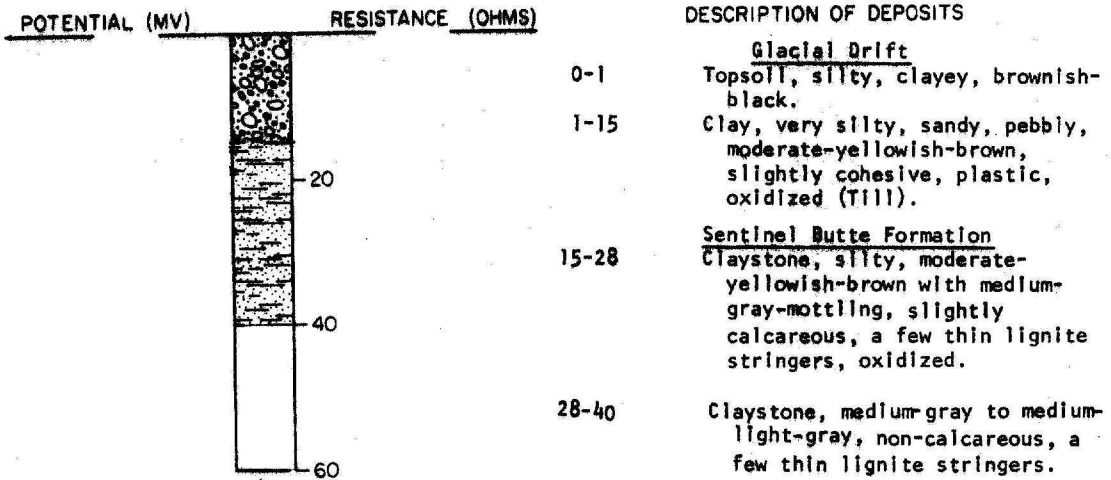 POTENTIAL (MV)
RESISTANCE (OHMS)
20
40
60
DESCRIPTION OF DEPOSITS
Glacial Drift
0-1 Topsoil, silty, clayey, brownish-
black.
1-15 Clay, very silty, sandy, pebbly,
moderate-yellowish-brown,
slightly cohesive, plastic,
oxidized (Till).
Sentinel Butte Formation
15-28 Claystone, silty, moderate-
yellowish-brown with medium-
gray-mottling, slightly
calcareous, a few thin lignite
stringers, oxidized.
28-40 Claystone, medium-gray to medium-
light-gray, non-calcareous, a
few thin lignite stringers.